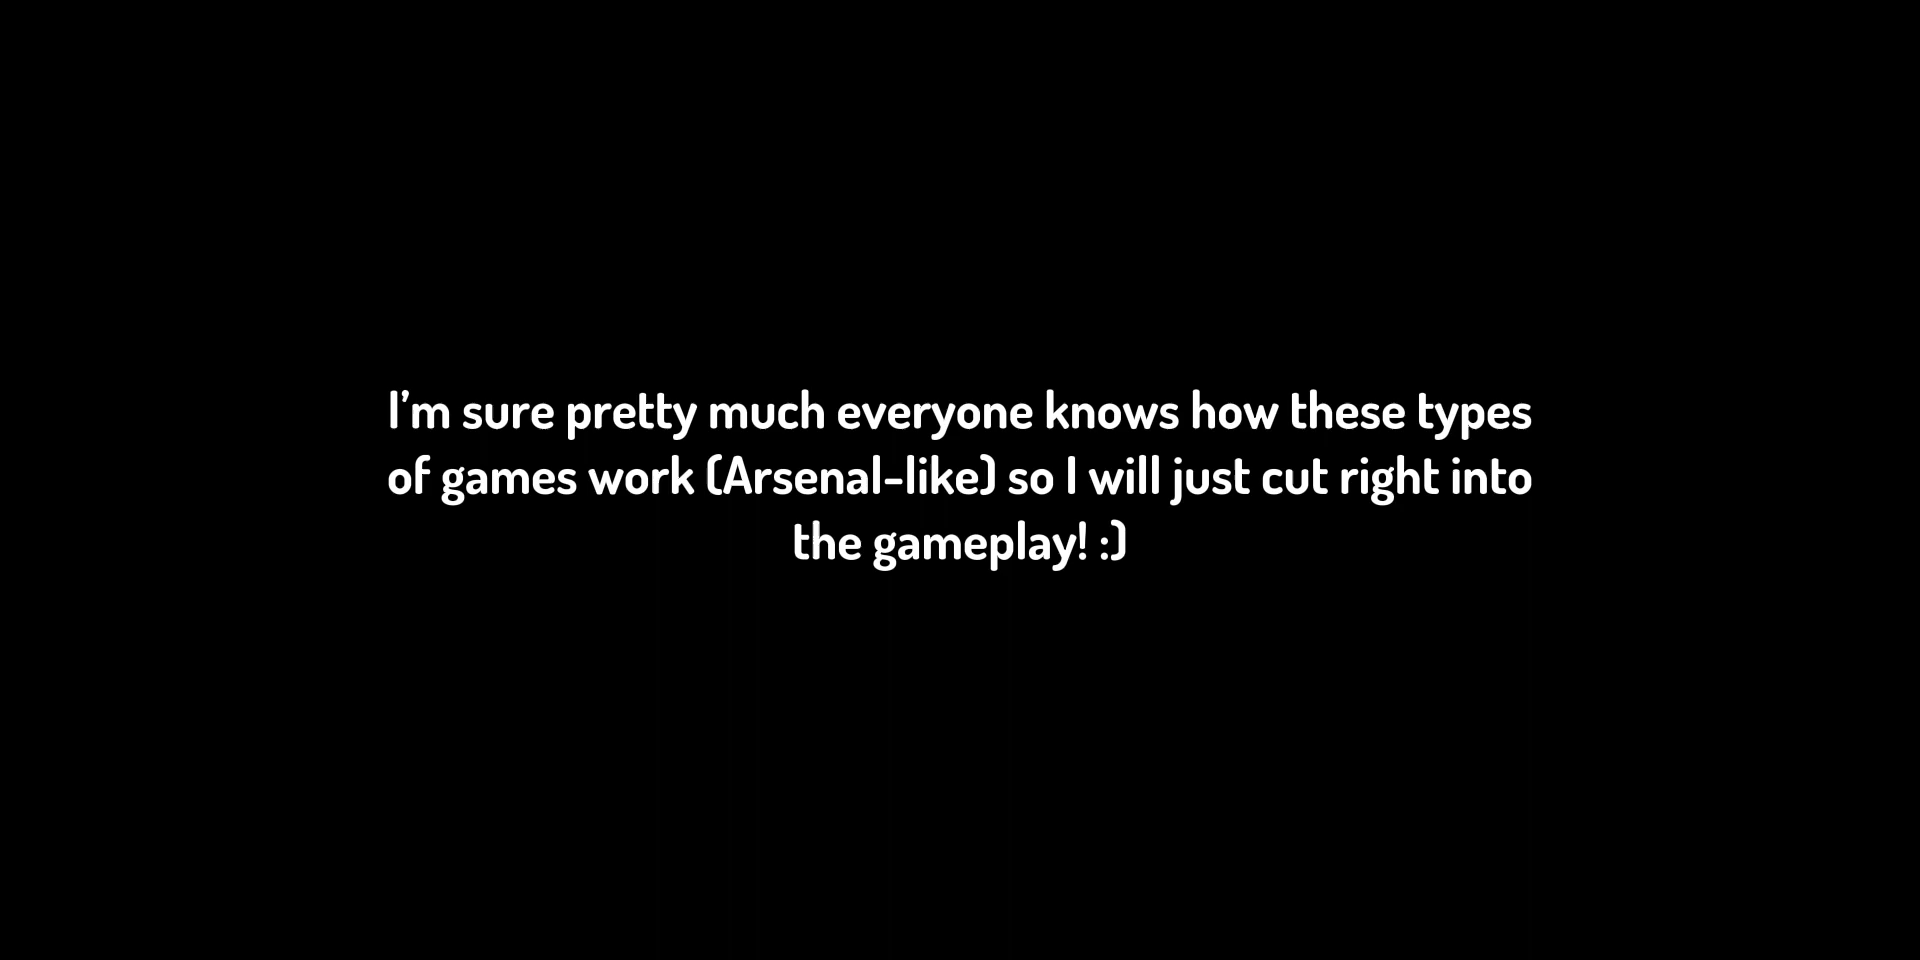 I’m sure pretty much everyone knows how these types
of games work (Arsenal-like) so I will just cut right into
the gameplay! :)